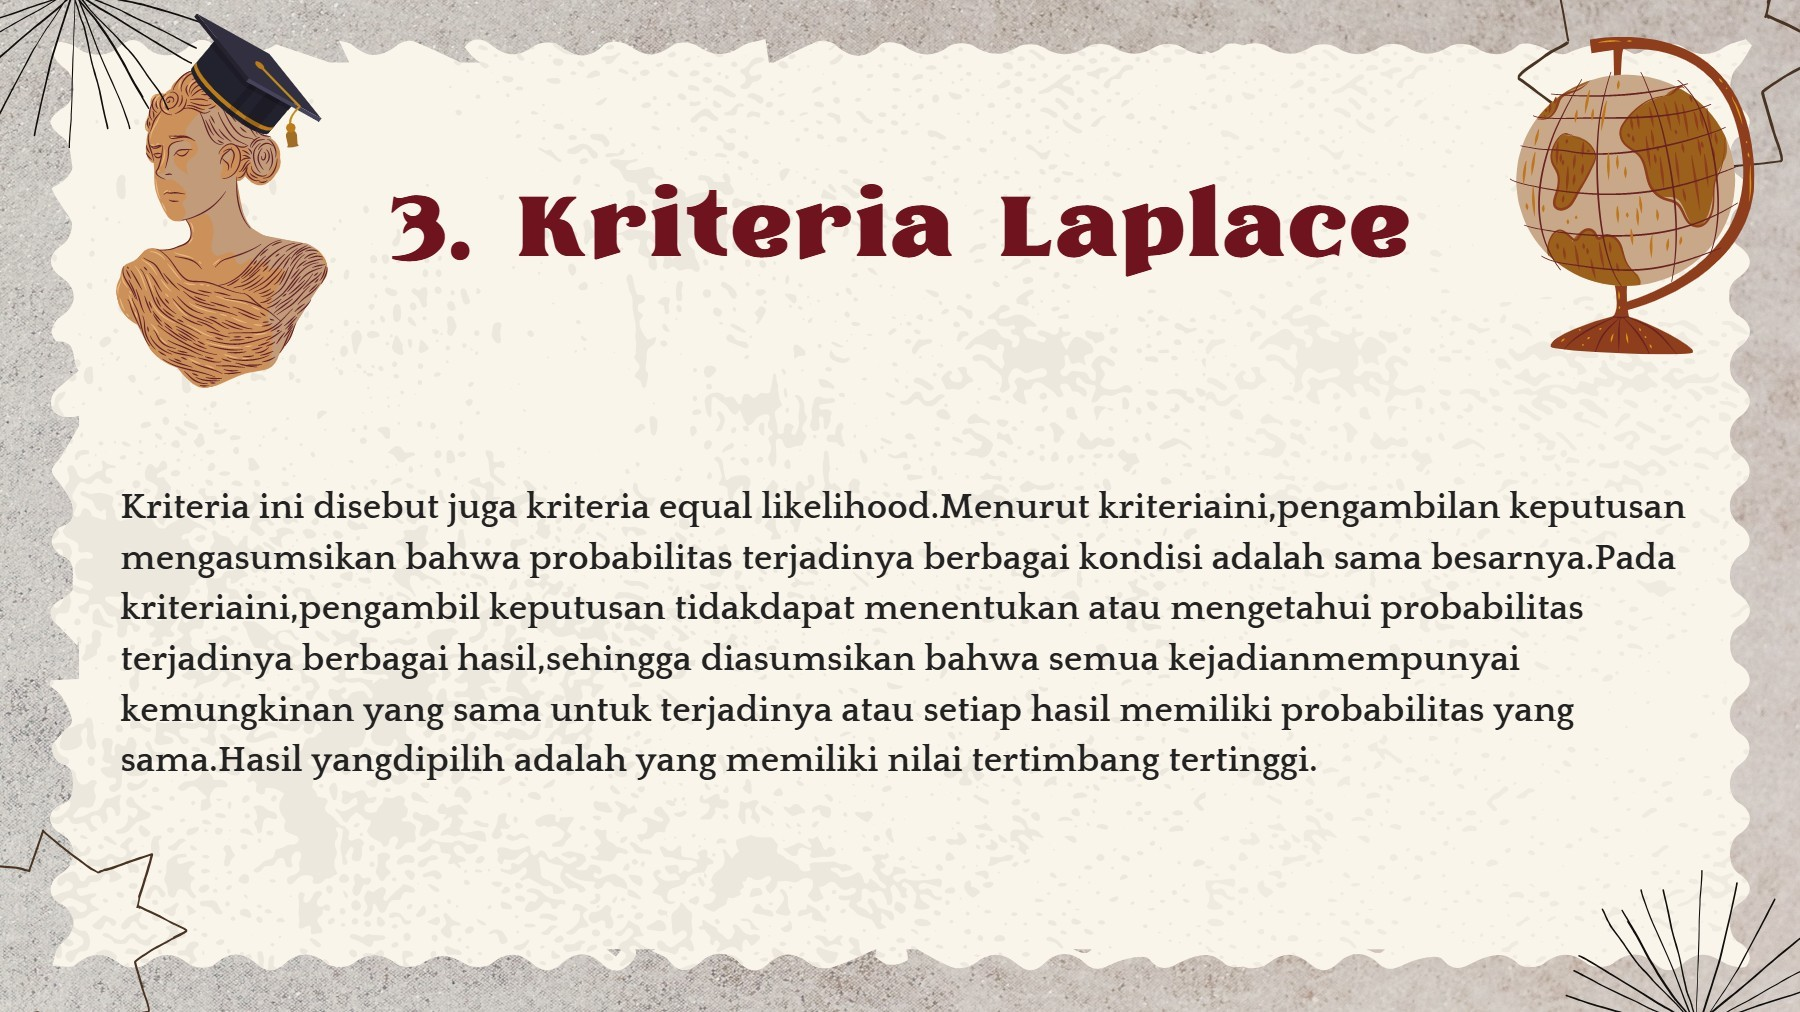 3. Kriteria Laplace
Kriteria ini disebut juga kriteria equal likelihood.Menurut kriteriaini,pengambilan keputusan
mengasumsikan bahwa probabilitas terjadinya berbagai kondisi adalah sama besarnya.Pada
kriteriaini,pengambil keputusan tidakdapat menentukan atau mengetahui probabilitas
terjadinya berbagai hasil,sehingga diasumsikan bahwa semua kejadianmempunyai
kemungkinan yang sama untuk terjadinya atau setiap hasil memiliki probabilitas yang
sama.Hasil yangdipilih adalah yang memiliki nilai tertimbang tertinggi.